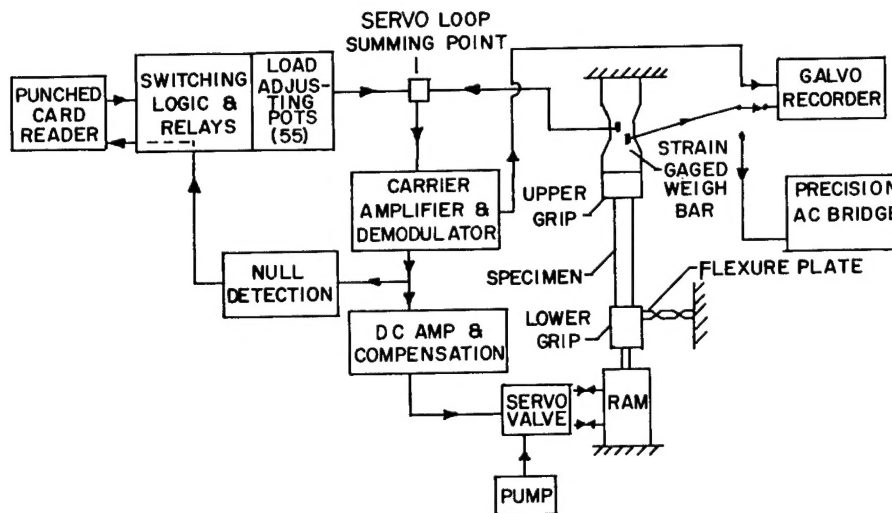 SERVO LOOP
SUMMING POINT
PUNCHED
CARD
READER
SWITCHING
LOGIC &
RELAYS
LOAD
ADJUS-
TING
POTS
(55)
GALVO
RECORDER
STRAIN
GAGED
WEIGH
BAR
PRECISION
AC BRIDGE
CARRIER
AMPLIFIER &
DEMODULATOR
UPPER
GRIP
NULL
DETECTION
SPECIMEN
FLEXURE PLATE
DC AMP &
COMPENSATION
LOWER
GRIP
SERVO
VALVE
RAM
PUMP